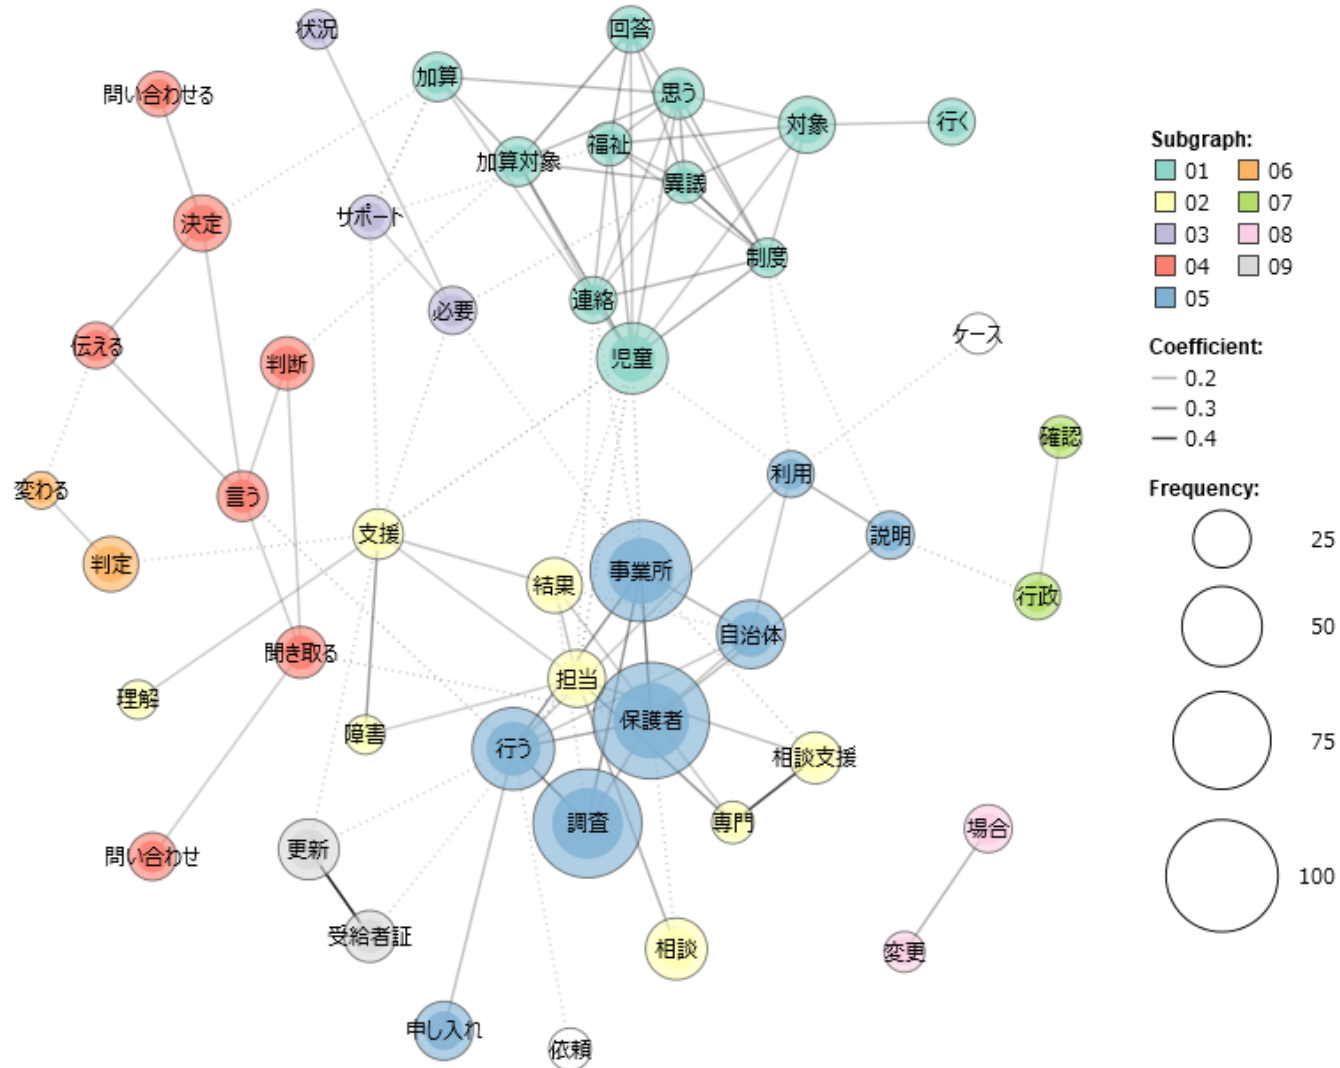 状況
回答
加算
思う
問い合わせる
対象
行く
福祉
加算対象
異議
サポート
決定
制度
連絡
必要
ケース
伝える
判断
児童
確認
利用
変わる
言う
支援
説明
判定
事業所
結果
行政
自治体
聞き取る
担当
理解
保護者
障害
行う
相談支援
調査
専門
場合
更新
問い合わせ
受給者証
相談
変更
申し入れ
依頼
Subgraph:
01 06
02 07
03 08
04 09
05
Coefficient:
0.2
0.3
0.4
Frequency:
25
50
75
100